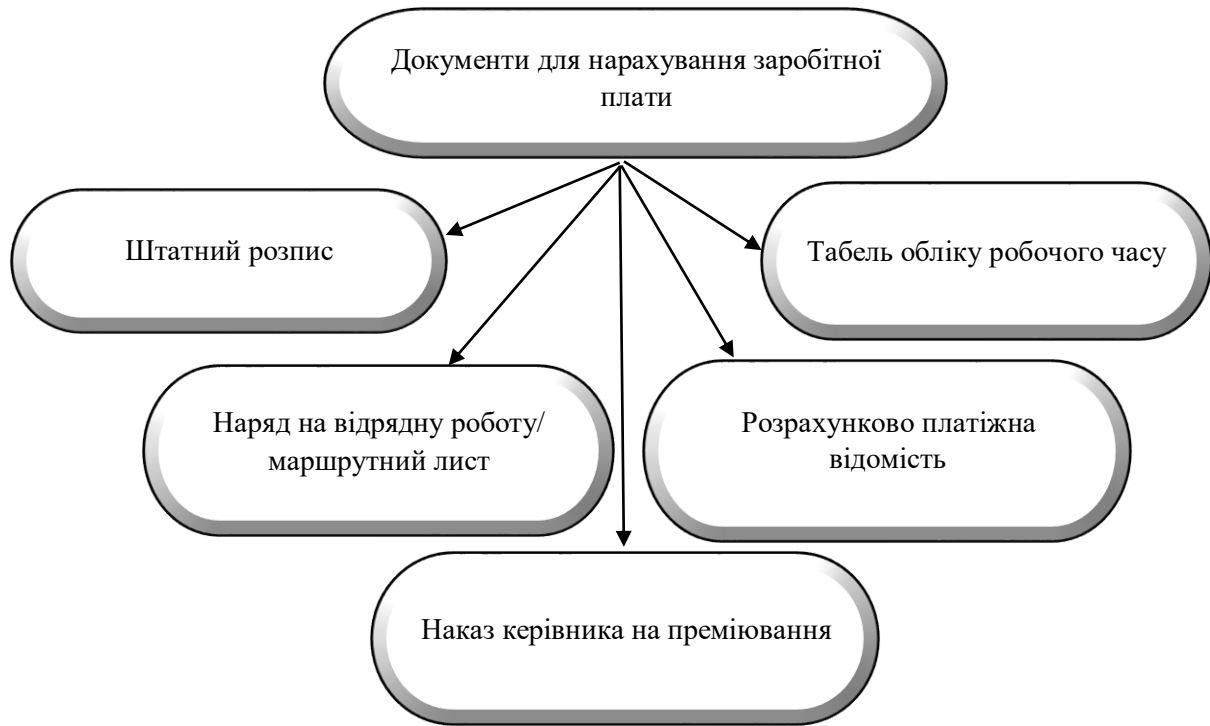 Документи для нарахування заробітної
плати
Штатний розпис
Табель обліку робочого часу
Наряд на відрядну роботу/
маршрутний лист
Розрахунково платіжна
відомість
Наказ керівника на преміювання